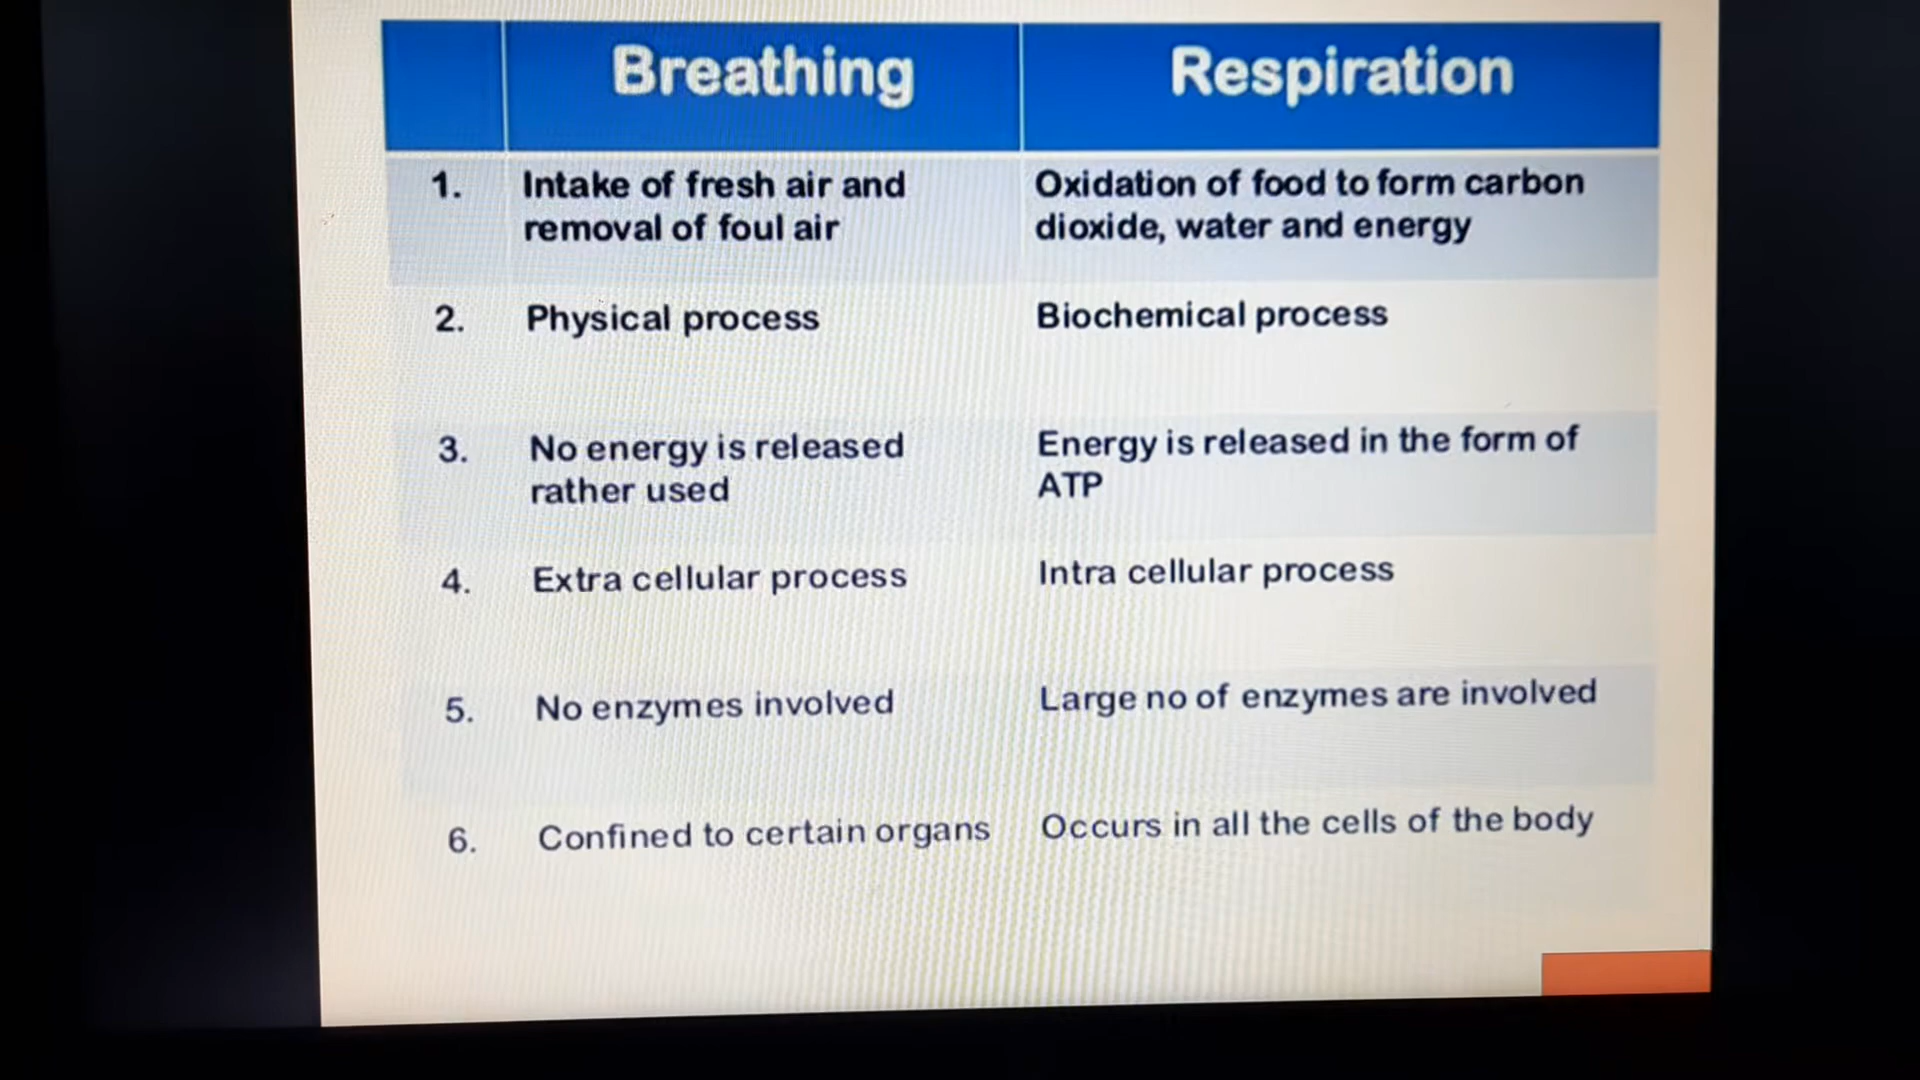 Breathing Respiration
1. Intake of fresh air and Oxidation of food to form carbon
removal of foul air dioxide, water and energy
2. Physical process Biochemical process
3. No energy is released Energy is released in the form of
rather used ATP
4. Extra cellular process Intra cellular process
5. No enzymes involved Large no of enzymes are involved
6. Confined to certain organs Occurs in all the cells of the body